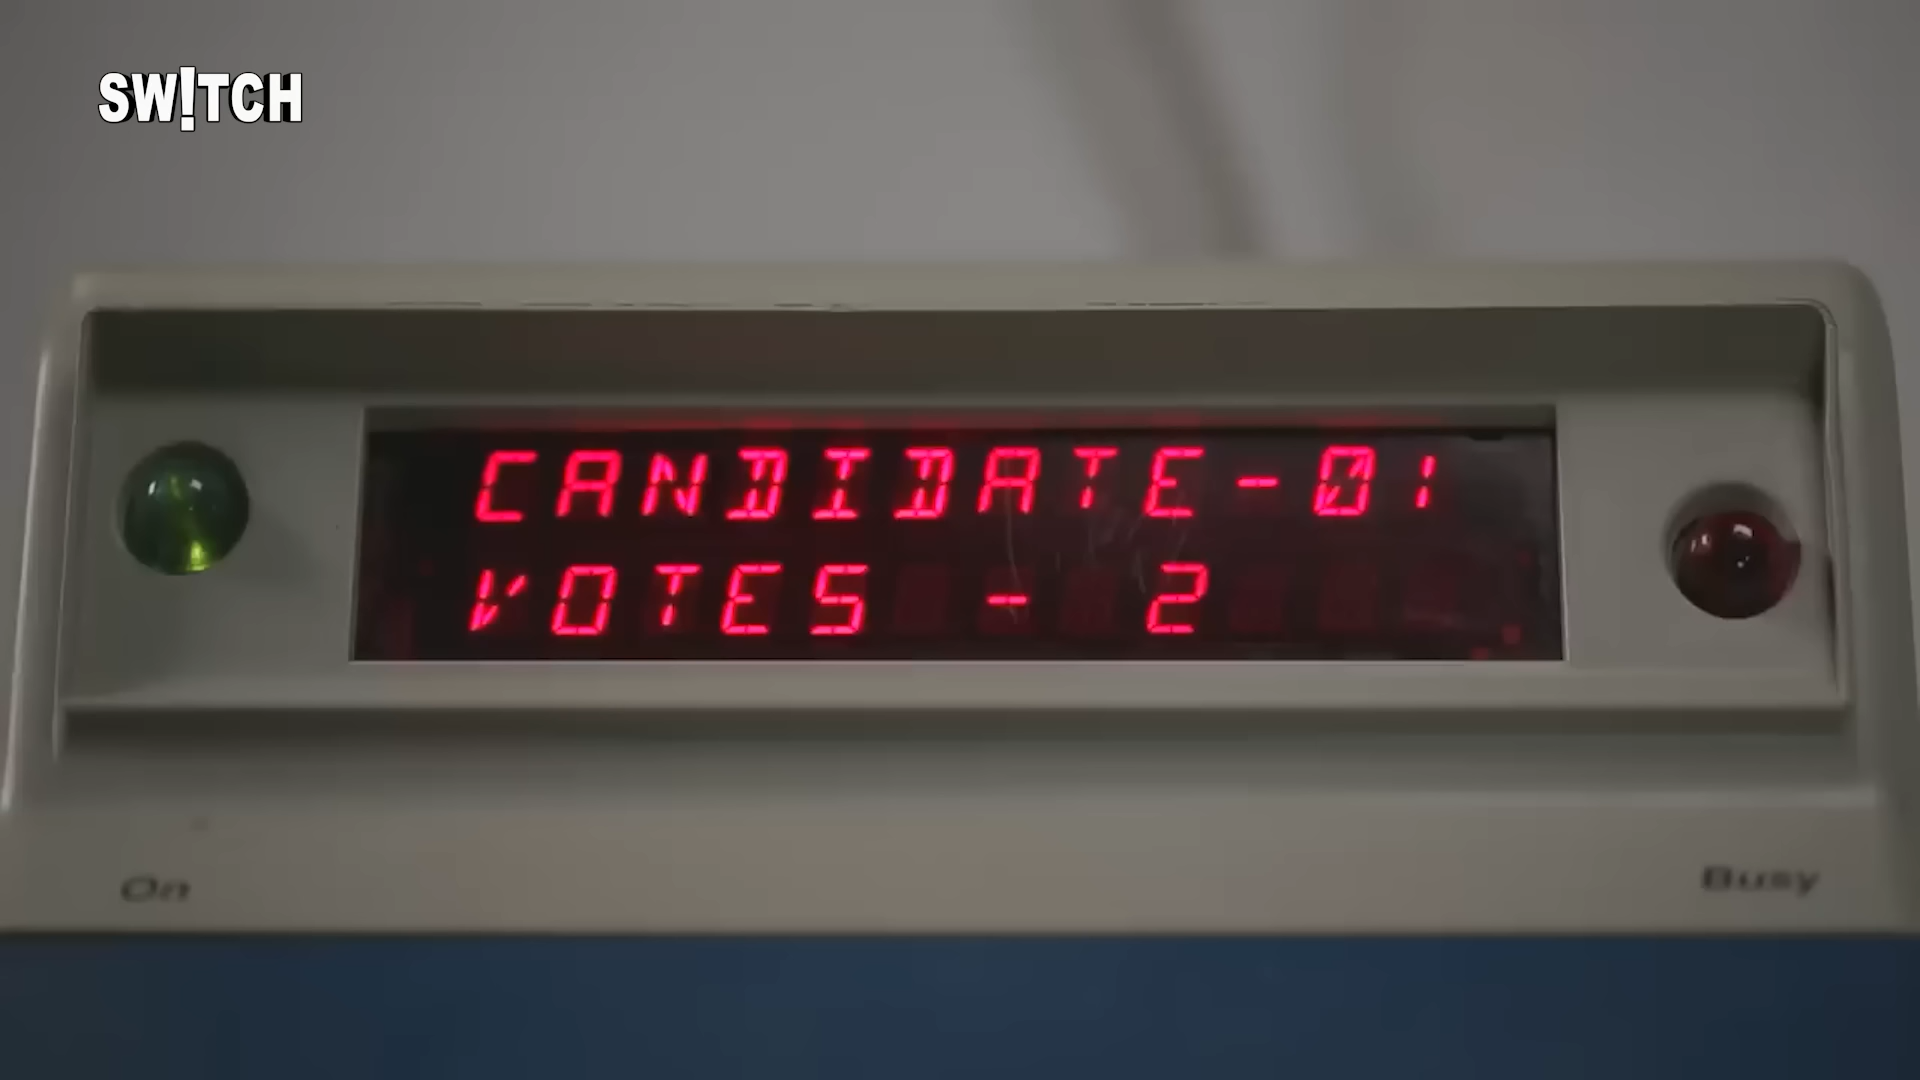 SW!TCH
CANDIDATE-01
VOTES - 2
On
Busy